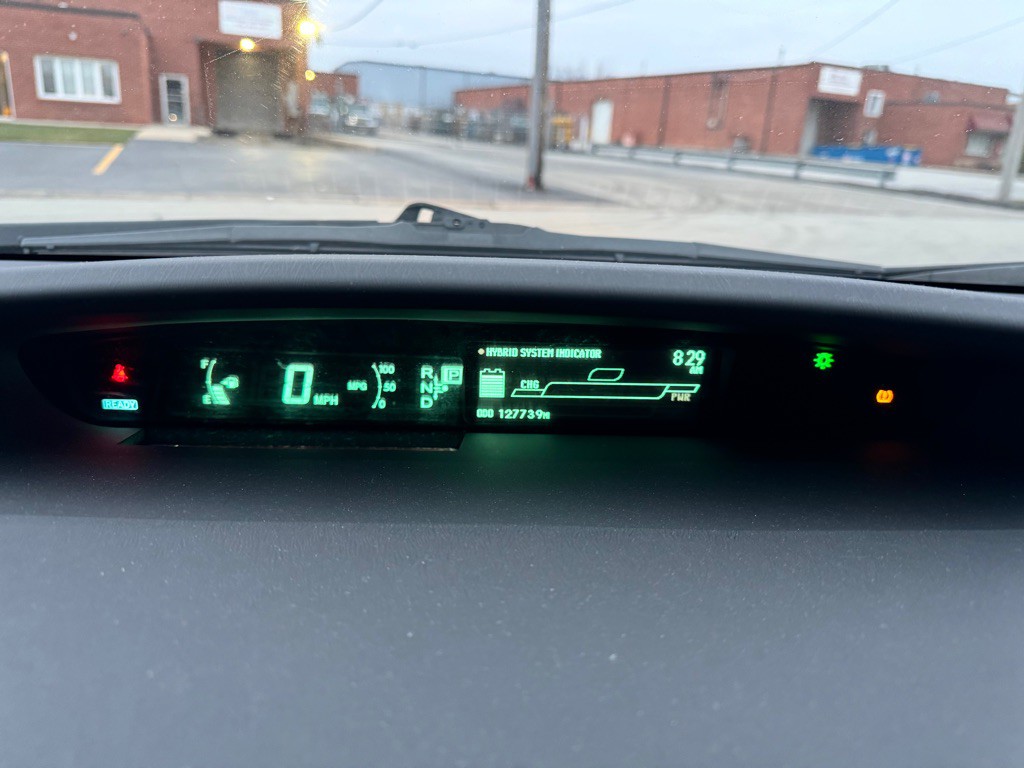 READY
F
E
0 MPH
MPG
100
50
0
R
N
D
P
HYBRID SYSTEM INDICATOR
8:29
AM
CHG
PWR
ODO 127739MI